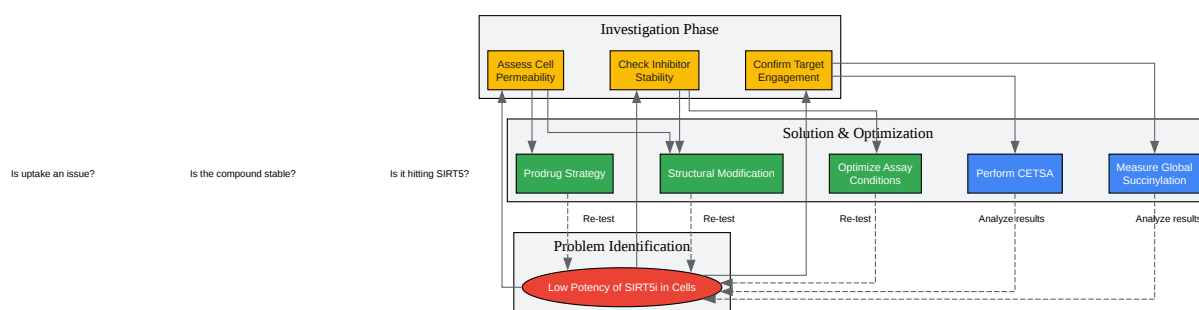 Investigation Phase
Assess Cell
Permeability
Check Inhibitor
Stability
Confirm Target
Engagement
Solution & Optimization
Is uptake an issue?
Is the compound stable?
Is it hitting SIRT5?
Prodrug Strategy
Structural Modification
Optimize Assay
Conditions
Perform CETSA
Measure Global
Succinylation
Re-test
Re-test
Re-test
Analyze results
Analyze results
Problem Identification
Low Potency of SIRT5i in Cells